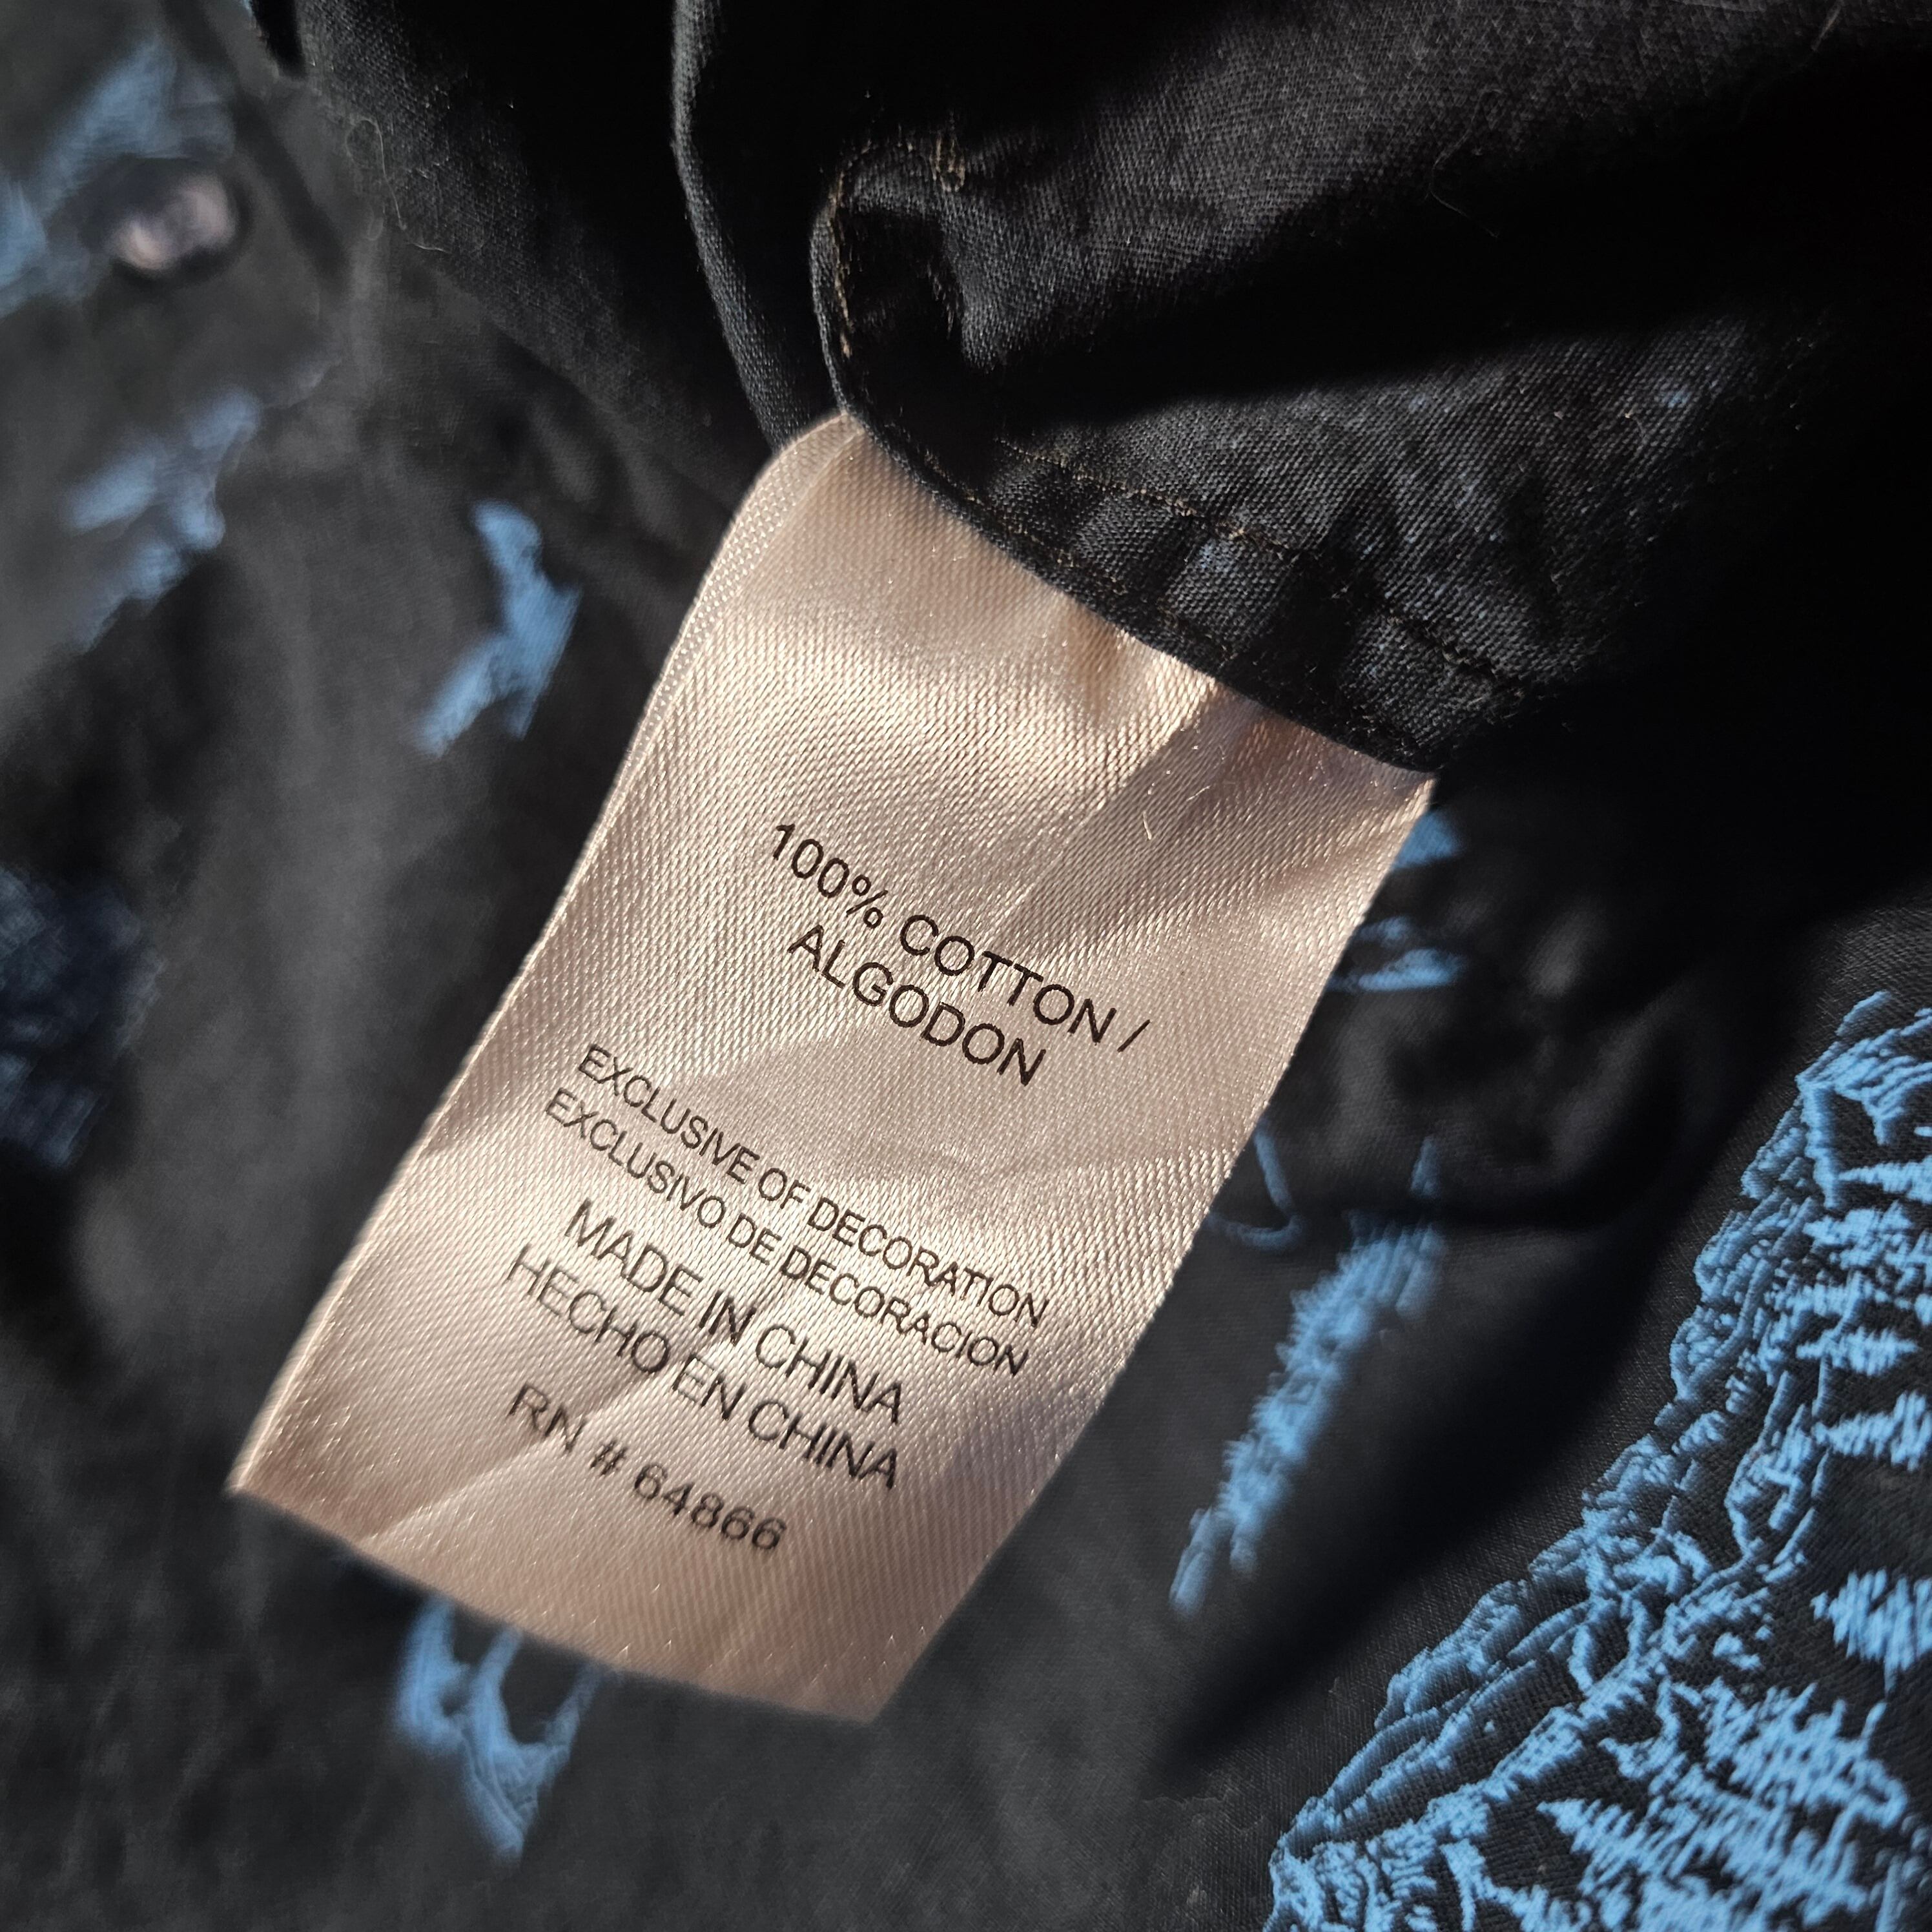 100% COTTON /
ALGODON
EXCLUSIVE OF DECORATION
EXCLUSIVO DE DECORACION
MADE IN CHINA
HECHO EN CHINA
RN # 64866